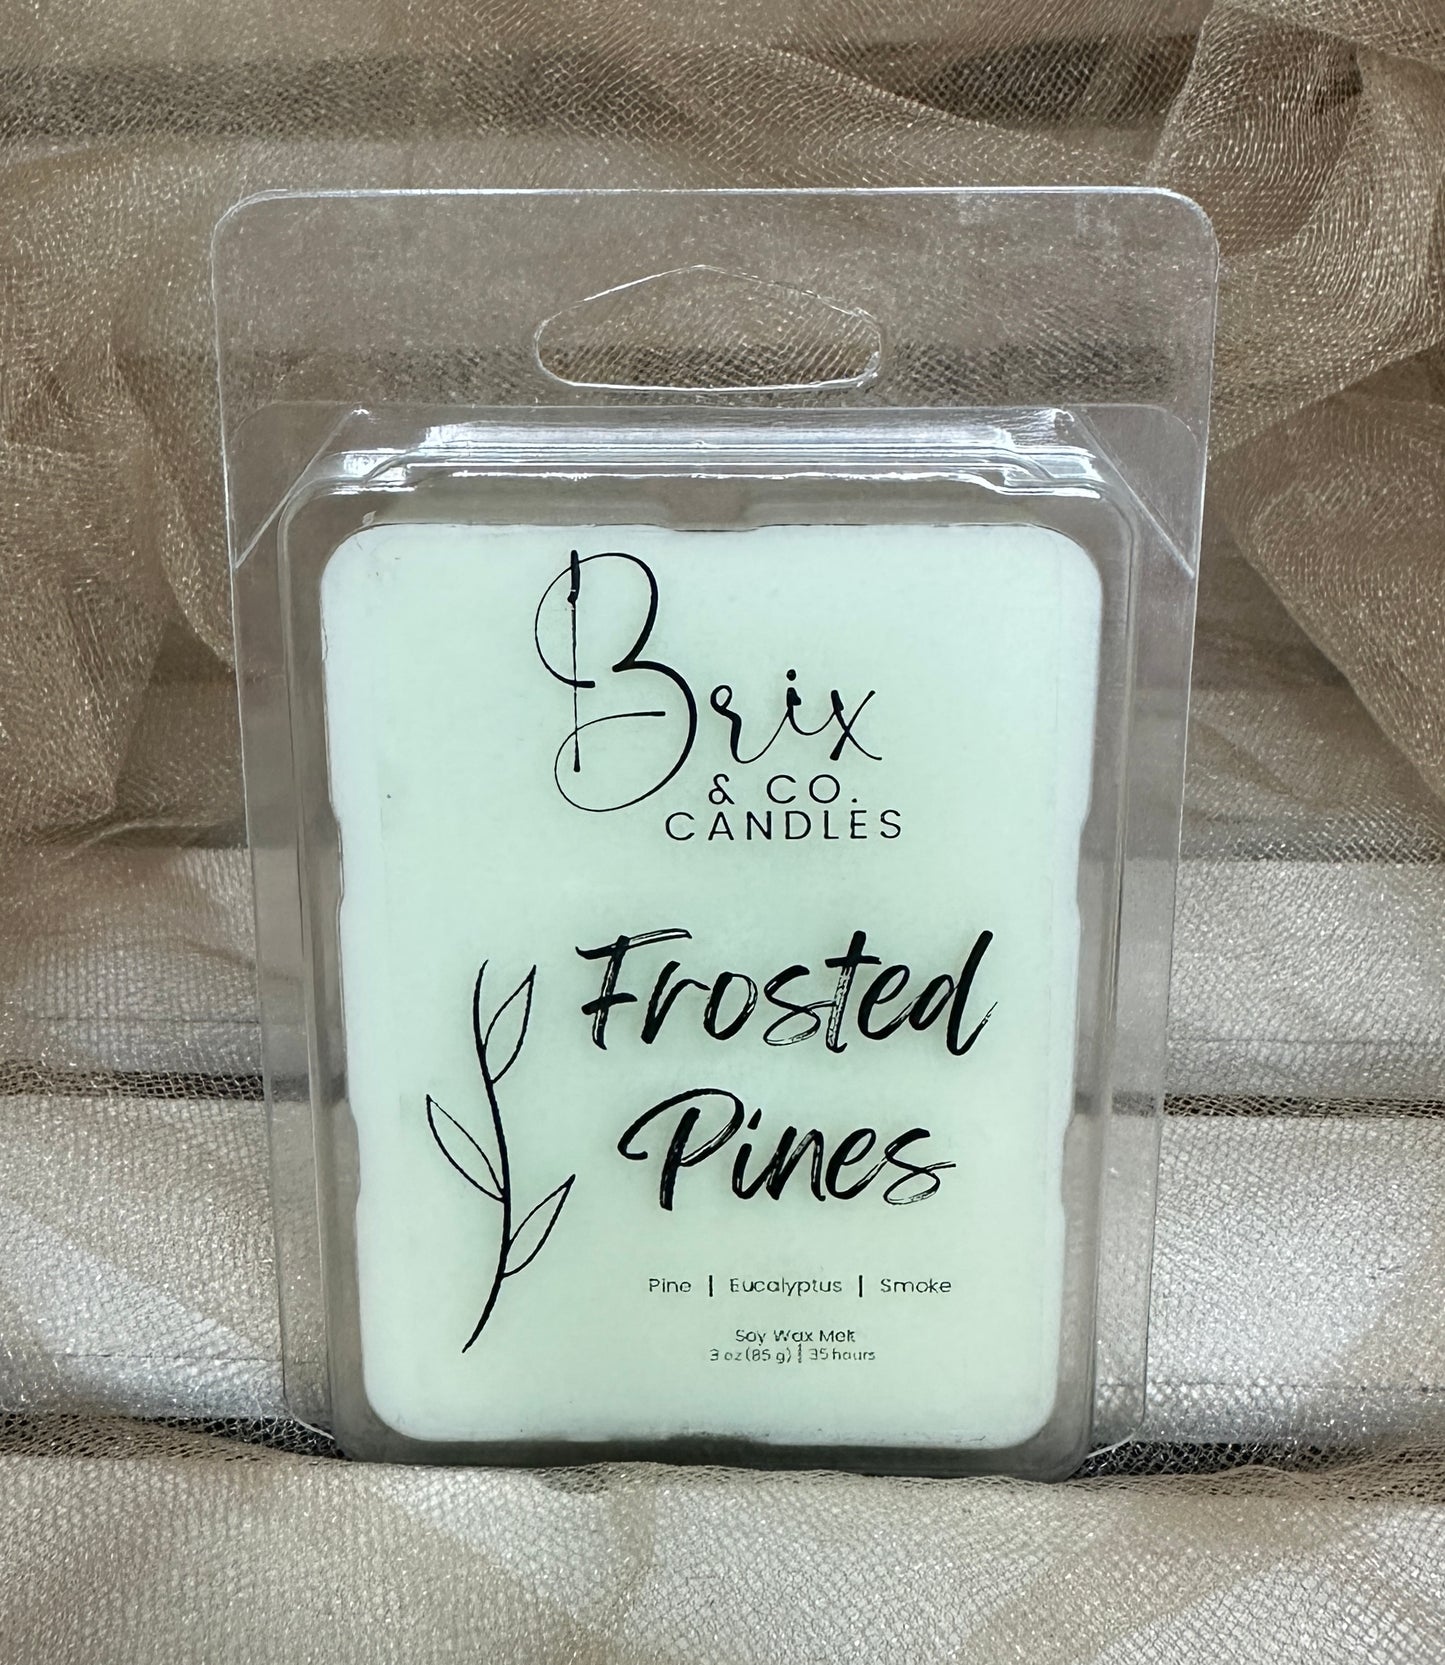 Brix
& CO.
CANDLES
Frosted
Pines
Pine | Eucalyptus | Smoke
Soy Wax Melt
3 oz (85 g) | 35 hours